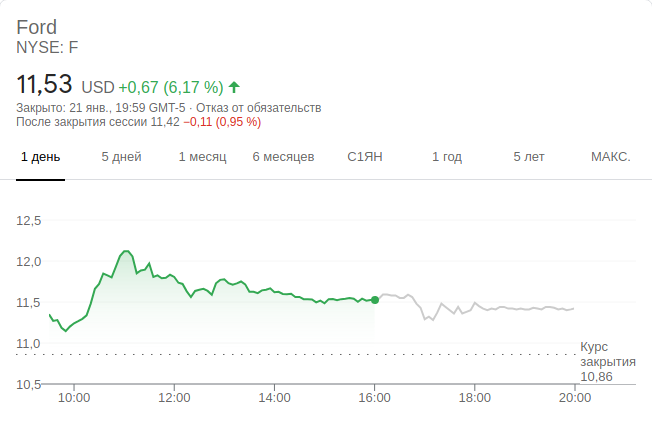 Ford
NYSE: F
11,53 USD +0,67 (6,17 %)
Закрыто: 21 янв., 19:59 GMT-5 · Отказ от обязательств
После закрытия сессии 11,42 −0,11 (0,95 %)
1 день 5 дней 1 месяц 6 месяцев С1ЯН 1 год 5 лет МАКС.
12,5
12,0
11,5
11,0
Курс
закрытия
10,86
10,5
10:00 12:00 14:00 16:00 18:00 20:00